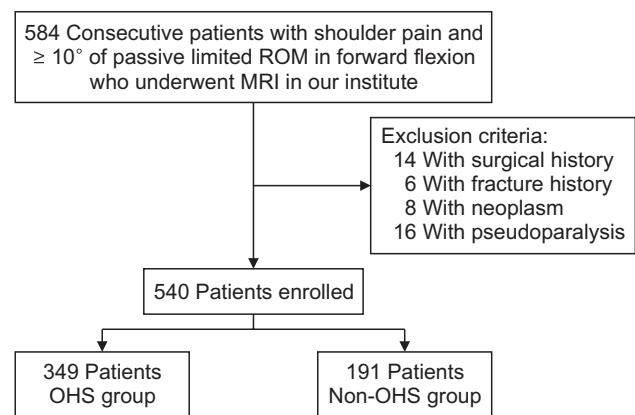 584 Consecutive patients with shoulder pain and
≥ 10° of passive limited ROM in forward flexion
who underwent MRI in our institute
Exclusion criteria:
14 With surgical history
6 With fracture history
8 With neoplasm
16 With pseudoparalysis
540 Patients enrolled
349 Patients
OHS group
191 Patients
Non-OHS group